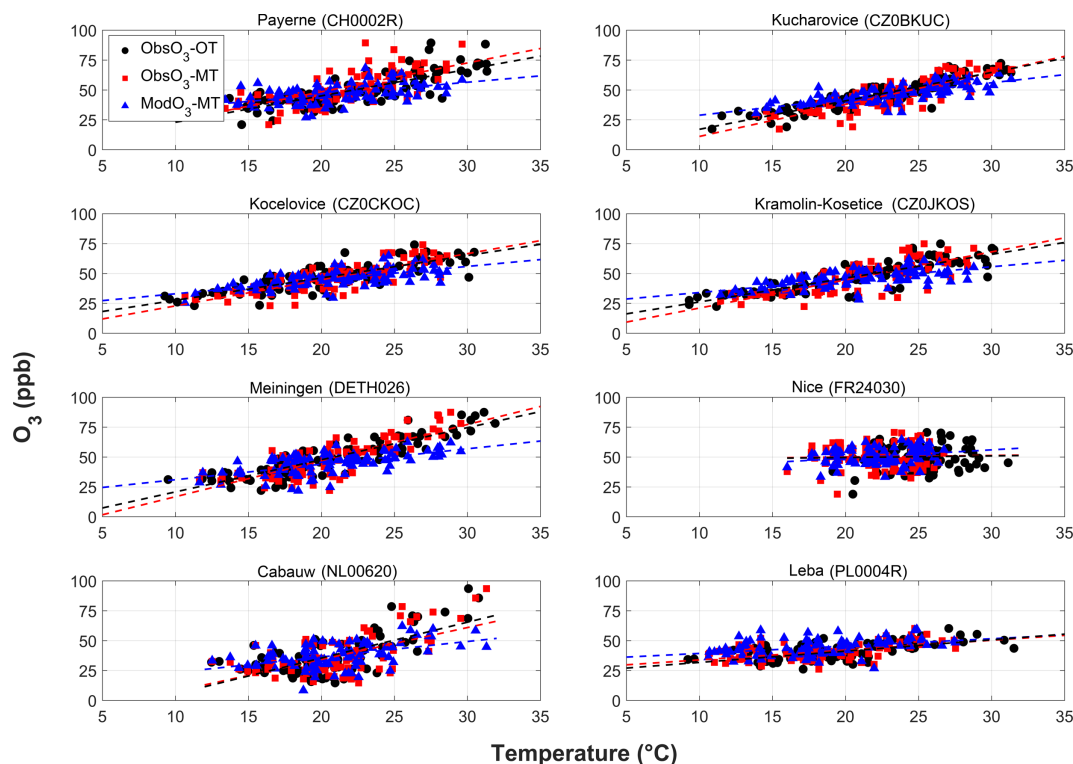 Payerne (CH0002R)
100
75
50
25
0
ObsO3-OT
ObsO3-MT
ModO3-MT
5 10 15 20 25 30 35
Kucharovice (CZ0BKUC)
100
75
50
25
0
5 10 15 20 25 30 35
Kocelovice (CZ0CKOC)
100
75
50
25
0
5 10 15 20 25 30 35
Kramolin-Kosetice (CZ0JKOS)
100
75
50
25
0
5 10 15 20 25 30 35
Meiningen (DETH026)
100
75
50
25
0
5 10 15 20 25 30 35
Nice (FR24030)
100
75
50
25
0
5 10 15 20 25 30 35
Cabauw (NL00620)
100
75
50
25
0
5 10 15 20 25 30 35
Leba (PL0004R)
100
75
50
25
0
5 10 15 20 25 30 35
O3 (ppb)
Temperature (°C)